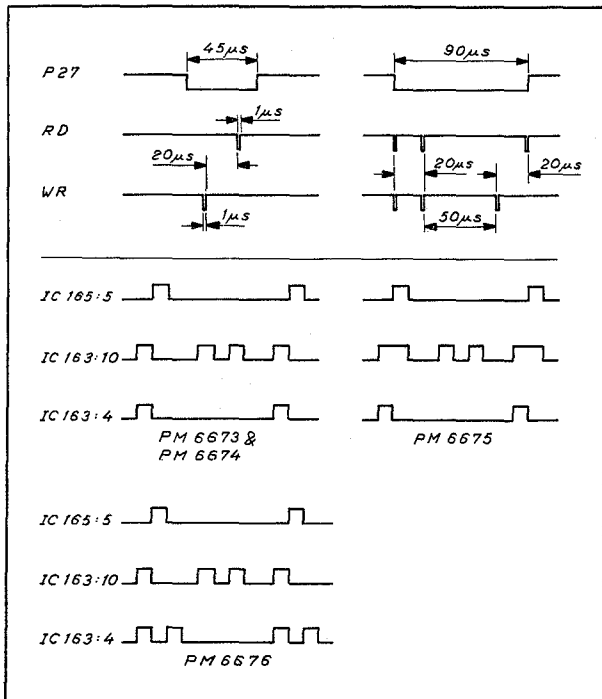 45µs 90µs
P27
RD 1µs
20µs 20µs 20µs
WR
1µs 50µs
IC 165:5
IC 163:10
IC 163:4
PM 6673 & PM 6675
PM 6674
IC 165:5
IC 163:10
IC 163:4
PM 6676